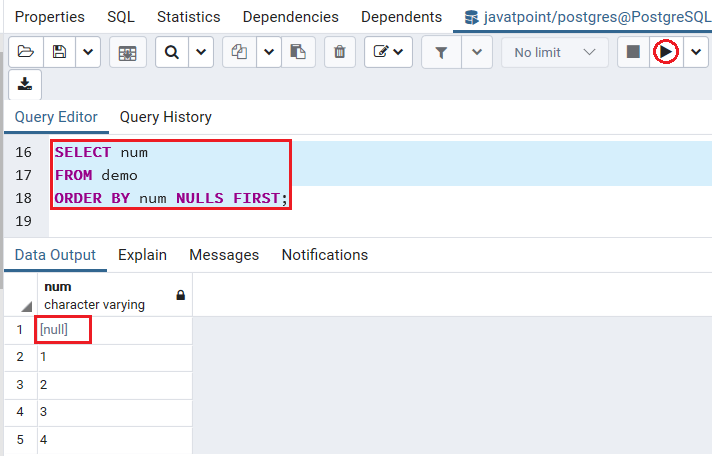 Properties SQL Statistics Dependencies Dependents javatpoint/postgres@PostgreSQL
No limit
Query Editor Query History
16 SELECT num
17 FROM demo
18 ORDER BY num NULLS FIRST;
19
Data Output Explain Messages Notifications
num
character varying
1 [null]
2 1
3 2
4 3
5 4